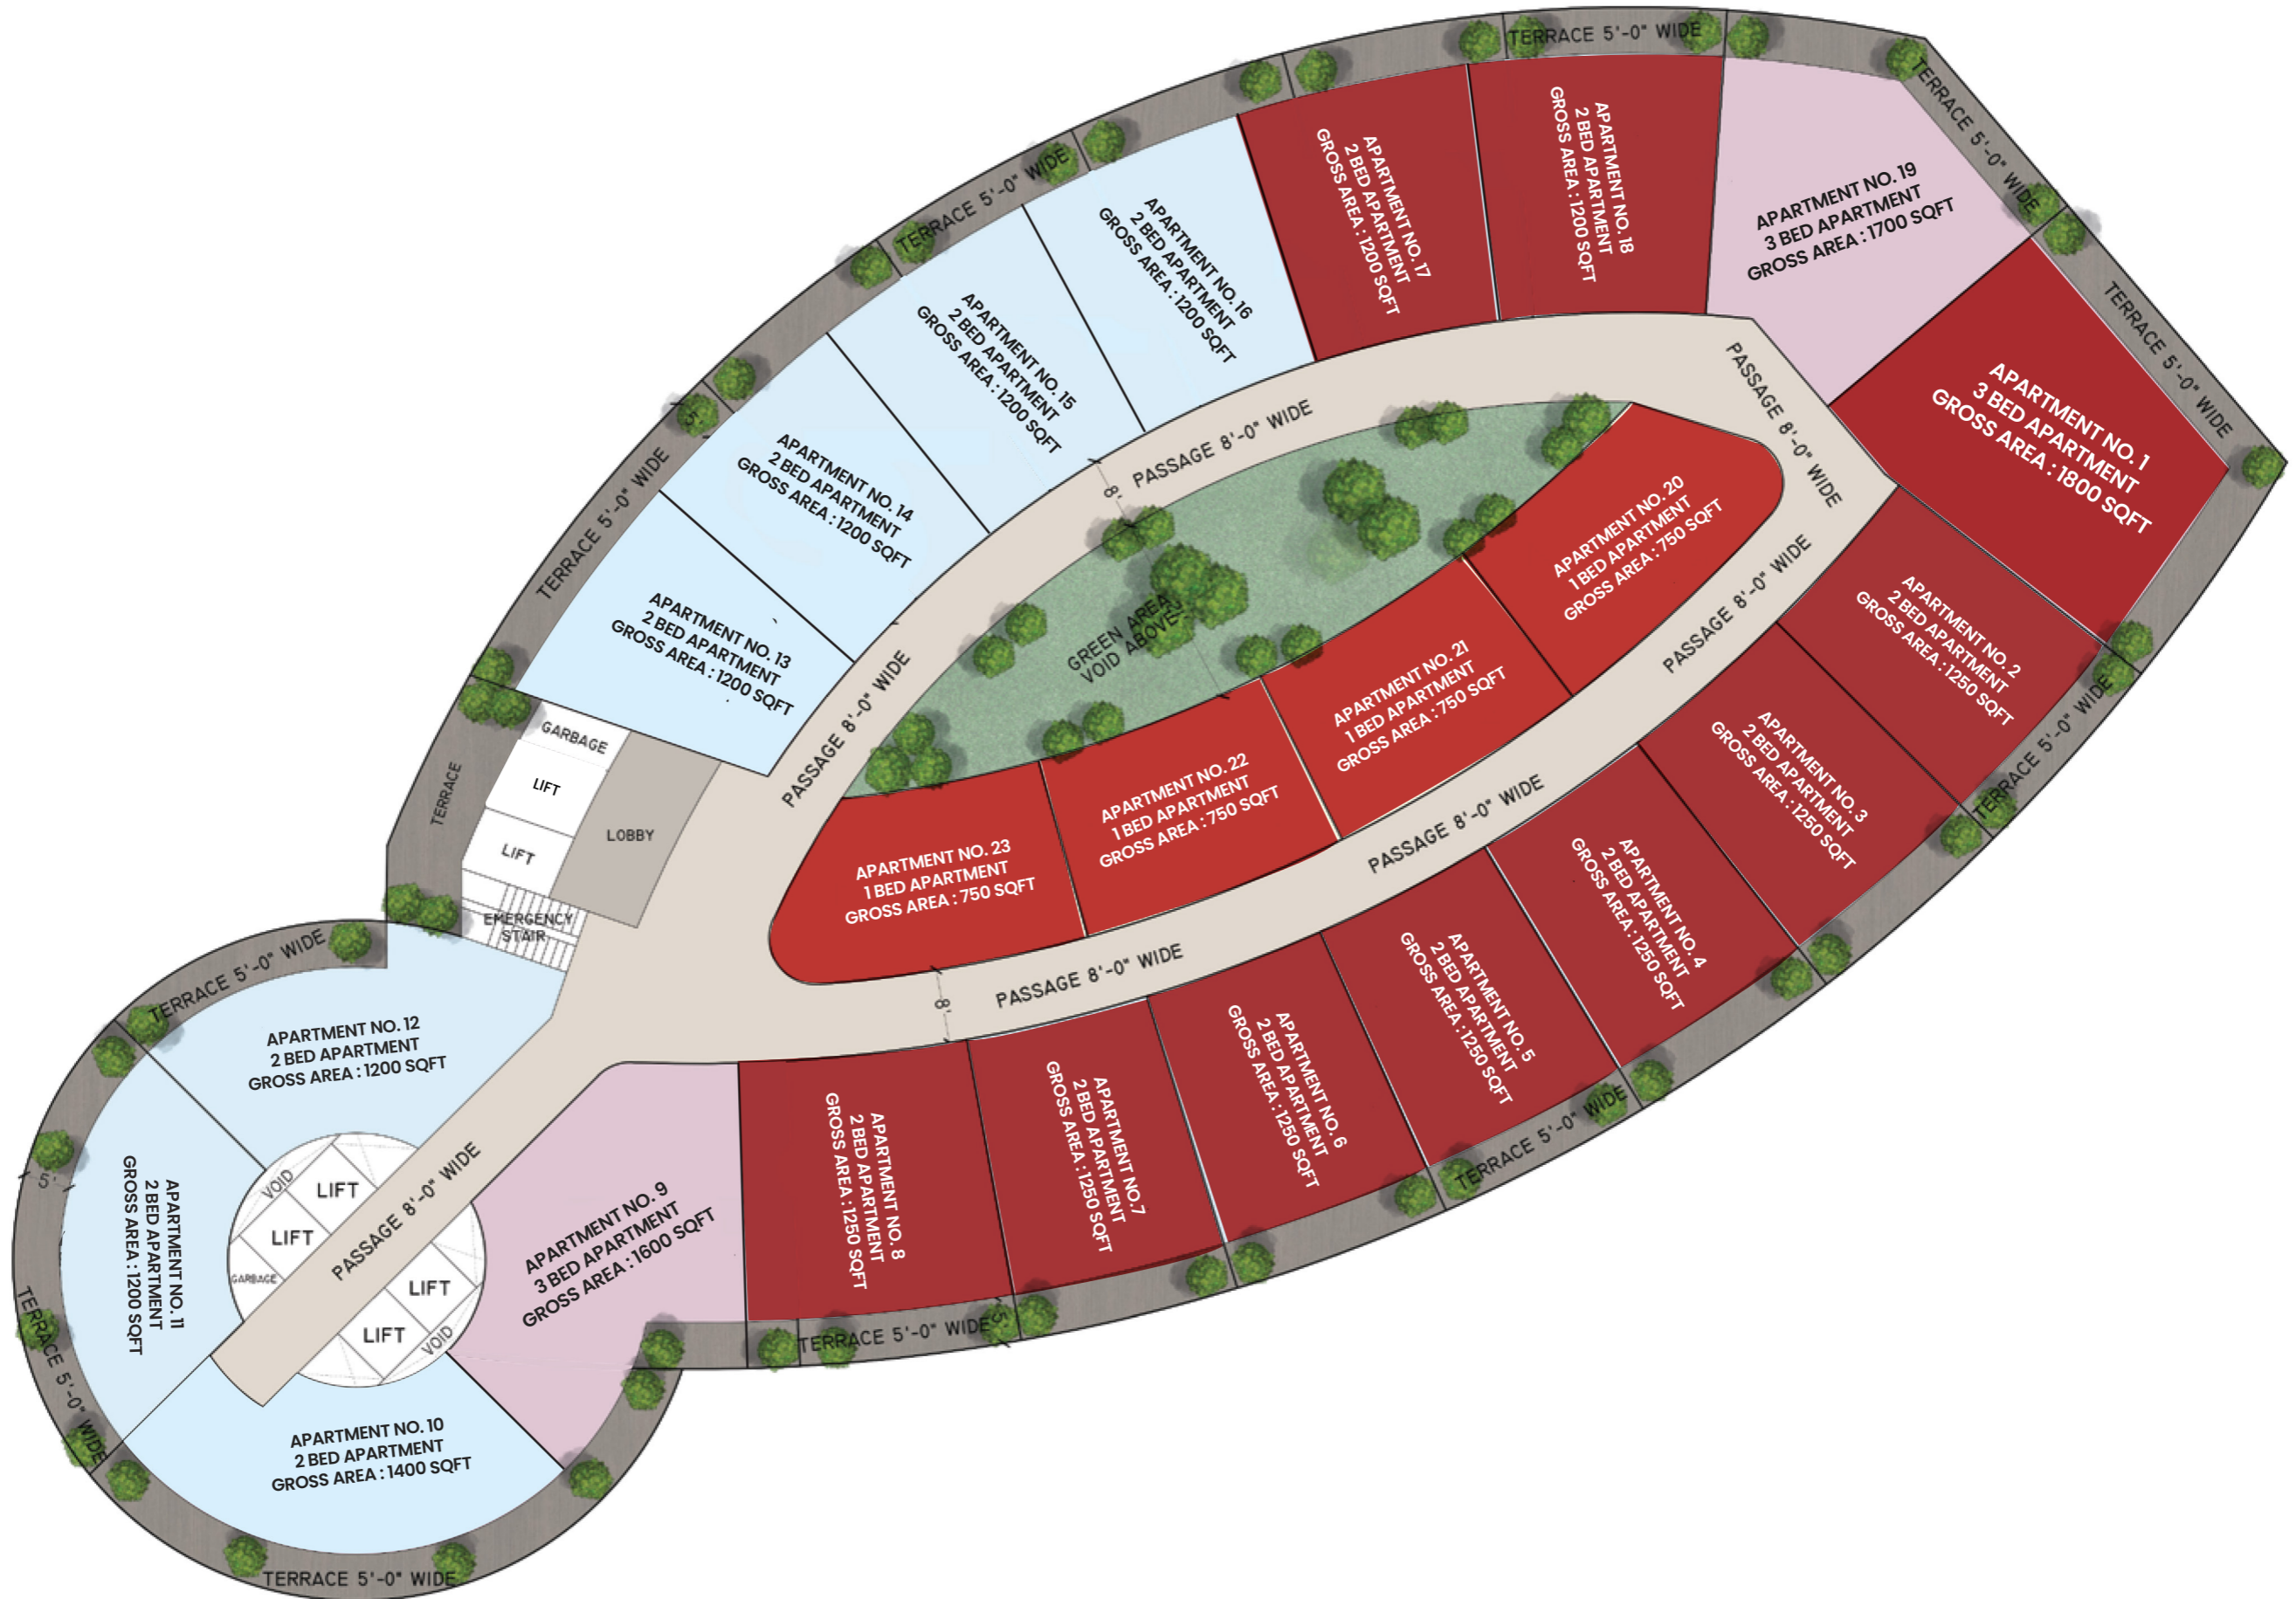 TERRACE 5'-0" WIDE
TERRACE 5'-0" WIDE
TERRACE 5'-0" WIDE
TERRACE 5'-0" WIDE
TERRACE 5'-0" WIDE
TERRACE 5'-0" WIDE
APARTMENT NO. 17
2 BED APARTMENT
GROSS AREA : 1200 SQFT
APARTMENT NO. 18
2 BED APARTMENT
GROSS AREA : 1200 SQFT
APARTMENT NO. 19
3 BED APARTMENT
GROSS AREA : 1700 SQFT
APARTMENT NO. 16
2 BED APARTMENT
GROSS AREA : 1200 SQFT
APARTMENT NO. 15
2 BED APARTMENT
GROSS AREA : 1200 SQFT
APARTMENT NO. 14
2 BED APARTMENT
GROSS AREA : 1200 SQFT
APARTMENT NO. 13
2 BED APARTMENT
GROSS AREA : 1200 SQFT
APARTMENT NO. 1
3 BED APARTMENT
GROSS AREA : 1800 SQFT
5'
PASSAGE 8'-0" WIDE
PASSAGE 8'-0" WIDE
8'
PASSAGE 8'-0" WIDE
PASSAGE 8'-0" WIDE
GREEN AREA
VOID ABOVE
APARTMENT NO. 20
1 BED APARTMENT
GROSS AREA : 750 SQFT
APARTMENT NO. 21
1 BED APARTMENT
GROSS AREA : 750 SQFT
APARTMENT NO. 22
1 BED APARTMENT
GROSS AREA : 750 SQFT
APARTMENT NO. 23
1 BED APARTMENT
GROSS AREA : 750 SQFT
APARTMENT NO. 2
2 BED APARTMENT
GROSS AREA : 1250 SQFT
APARTMENT NO. 3
2 BED APARTMENT
GROSS AREA : 1250 SQFT
APARTMENT NO. 4
2 BED APARTMENT
GROSS AREA : 1250 SQFT
APARTMENT NO. 5
2 BED APARTMENT
GROSS AREA : 1250 SQFT
APARTMENT NO. 6
2 BED APARTMENT
GROSS AREA : 1250 SQFT
APARTMENT NO.7
2 BED APARTMENT
GROSS AREA : 1250 SQFT
APARTMENT NO. 8
2 BED APARTMENT
GROSS AREA : 1250 SQFT
PASSAGE 8'-0" WIDE
PASSAGE 8'-0" WIDE
8'
TERRACE 5'-0" WIDE
TERRACE 5'-0" WIDE
TERRACE 5'-0" WIDE
5'
TERRACE
GARBAGE
LIFT
LIFT
LOBBY
EMERGENCY
STAIR
TERRACE 5'-0" WIDE
APARTMENT NO. 12
2 BED APARTMENT
GROSS AREA : 1200 SQFT
5'
APARTMENT NO. 11
2 BED APARTMENT
GROSS AREA : 1200 SQFT
VOID
LIFT
LIFT
GARBAGE
PASSAGE 8'-0" WIDE
LIFT
LIFT
VOID
APARTMENT NO. 9
3 BED APARTMENT
GROSS AREA : 1600 SQFT
APARTMENT NO. 10
2 BED APARTMENT
GROSS AREA : 1400 SQFT
TERRACE 5'-0" WIDE
TERRACE 5'-0" WIDE